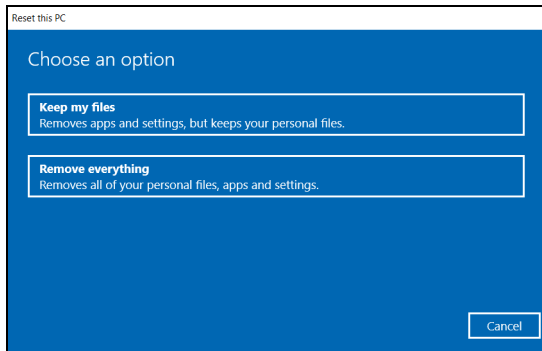 Reset this PC
Choose an option
Keep my files
Removes apps and settings, but keeps your personal files.
Remove everything
Removes all of your personal files, apps and settings.
Cancel